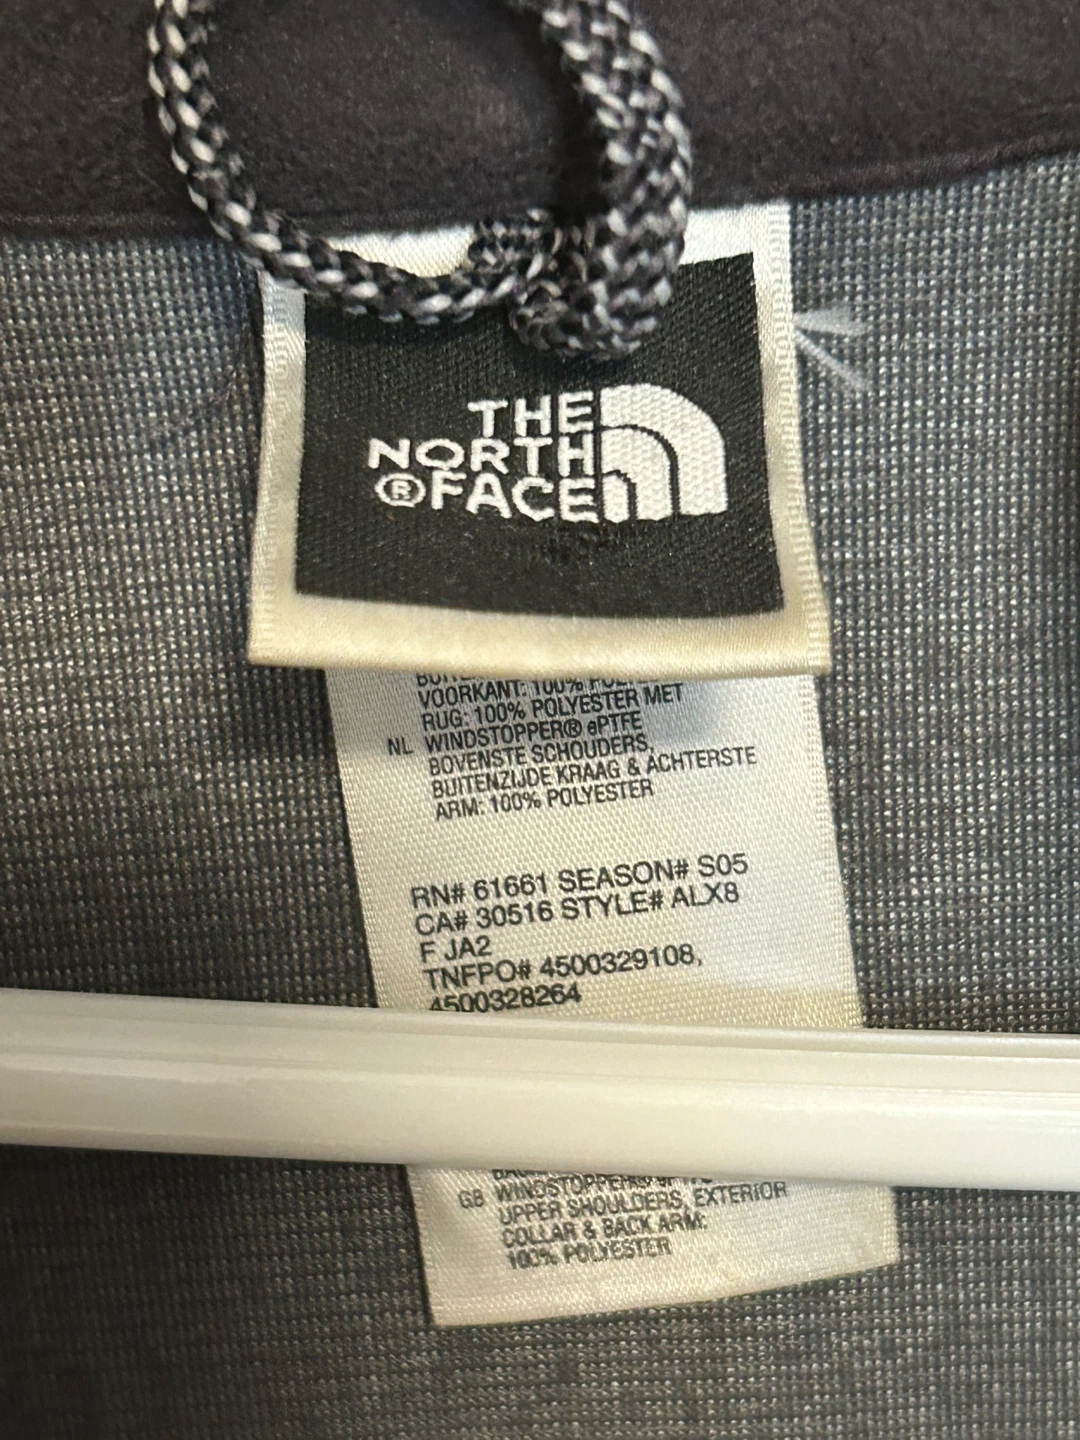 THE
NORTH
®FACE
VOORKANT: 100%
RUG: 100% POLYESTER MET
NL WINDSTOPPER® ePTFE
BOVENSTE SCHOUDERS,
BUITENZIJDE KRAAG & ACHTERSTE
ARM: 100% POLYESTER
RN# 61661 SEASON# S05
CA# 30516 STYLE# ALX8
F JA2
TNFPO# 4500329108,
4500328264
GB WINDSTOPPER®
UPPER SHOULDERS, EXTERIOR
COLLAR & BACK ARM:
100% POLYESTER